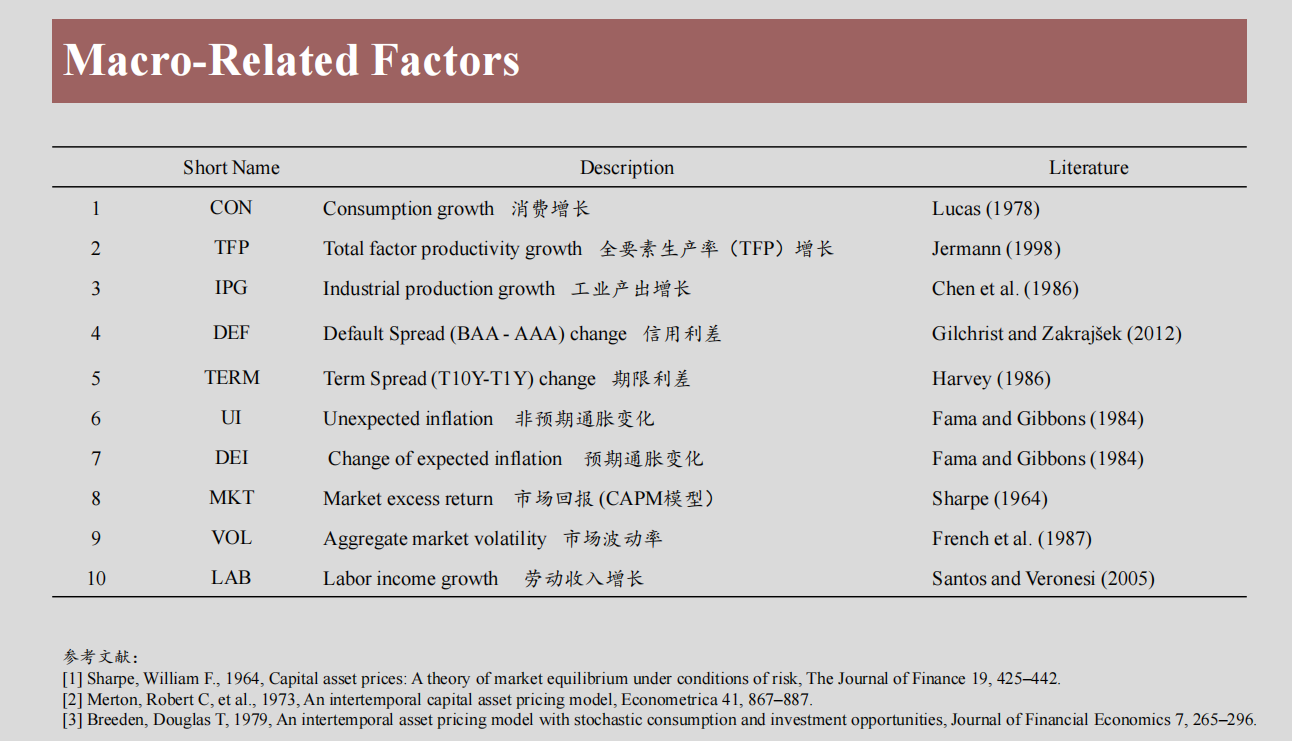 Macro-Related Factors
Short Name Description Literature
1 CON Consumption growth 消费增长 Lucas (1978)
2 TFP Total factor productivity growth 全要素生产率（TFP）增长 Jermann (1998)
3 IPG Industrial production growth 工业产出增长 Chen et al. (1986)
4 DEF Default Spread (BAA - AAA) change 信用利差 Gilchrist and Zakrajšek (2012)
5 TERM Term Spread (T10Y-T1Y) change 期限利差 Harvey (1986)
6 UI Unexpected inflation 非预期通胀变化 Fama and Gibbons (1984)
7 DEI Change of expected inflation 预期通胀变化 Fama and Gibbons (1984)
8 MKT Market excess return 市场回报 (CAPM模型） Sharpe (1964)
9 VOL Aggregate market volatility 市场波动率 French et al. (1987)
10 LAB Labor income growth 劳动收入增长 Santos and Veronesi (2005)
参考文献：
[1] Sharpe, William F., 1964, Capital asset prices: A theory of market equilibrium under conditions of risk, The Journal of Finance 19, 425–442.
[2] Merton, Robert C, et al., 1973, An intertemporal capital asset pricing model, Econometrica 41, 867–887.
[3] Breeden, Douglas T, 1979, An intertemporal asset pricing model with stochastic consumption and investment opportunities, Journal of Financial Economics 7, 265–296.